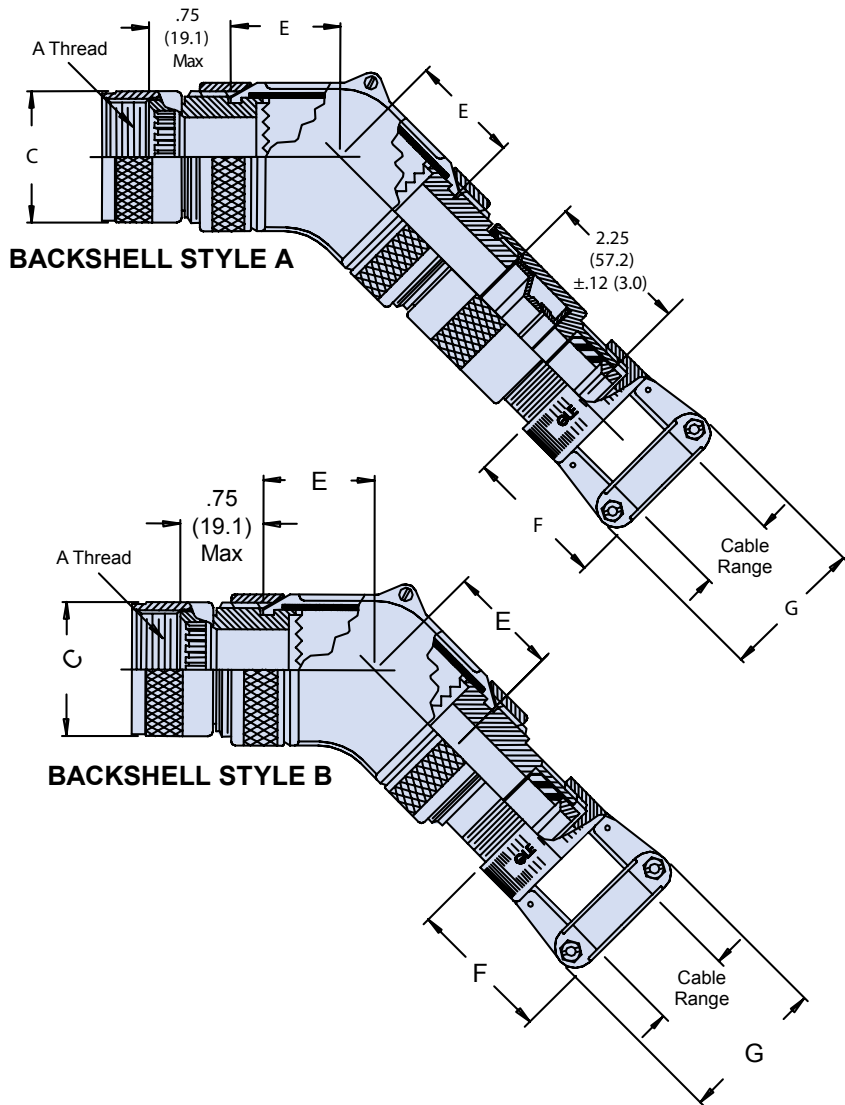 .75
(19.1)
Max
E
A Thread
E
C
2.25
(57.2)
±.12 (3.0)
BACKSHELL STYLE A
F
Cable
Range
G
.75
(19.1)
Max
E
A Thread
E
C
BACKSHELL STYLE B
F
Cable
Range
G